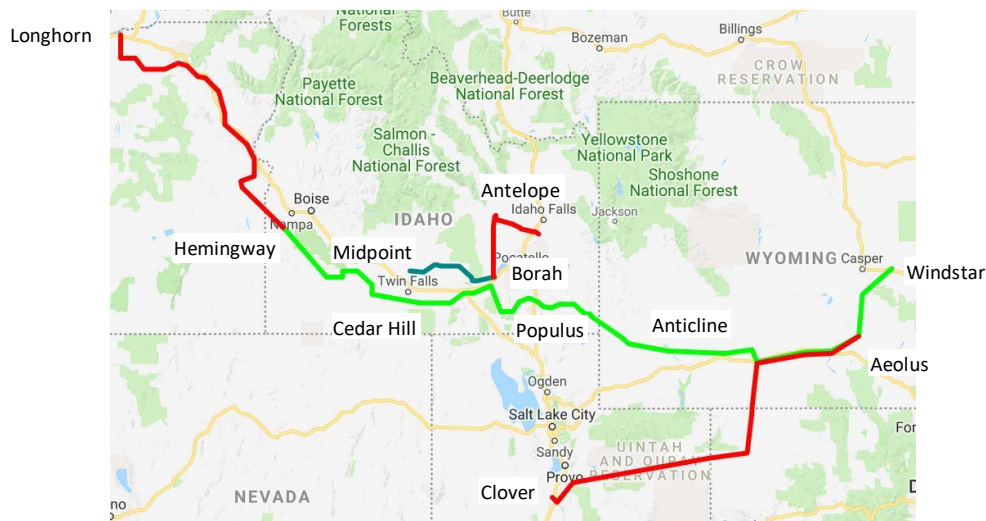 National
Forests
Butte
Bozeman
Billings
Longhorn
CROW
RESERVATION
Payette
National Forest
Beaverhead-Deerlodge
National Forest
Salmon -
Challis
National Forest
Yellowstone
National Park
Shoshone
National Forest
Antelope
Idaho Falls
Jackson
Boise
Nampa
IDAHO
Hemingway
Midpoint
Pocatello
Borah
WYOMING
Casper
Windstar
Twin Falls
Cedar Hill
Populus
Anticline
Aeolus
Ogden
Salt Lake City
Sandy
Provo
UINTAH
AND OURAY
RESERVATION
Clover
NEVADA
For
no
D